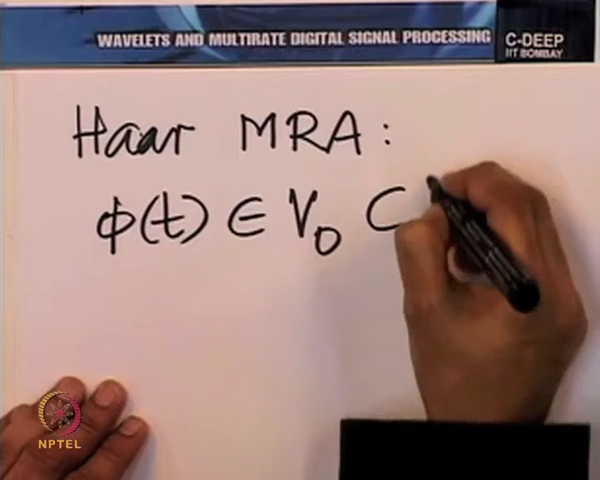 WAVELETS AND MULTIRATE DIGITAL SIGNAL PROCESSING
C-DEEP
IIT BOMBAY
Haar MRA:
ϕ(t) ∈ V₀ ⊂
NPTEL